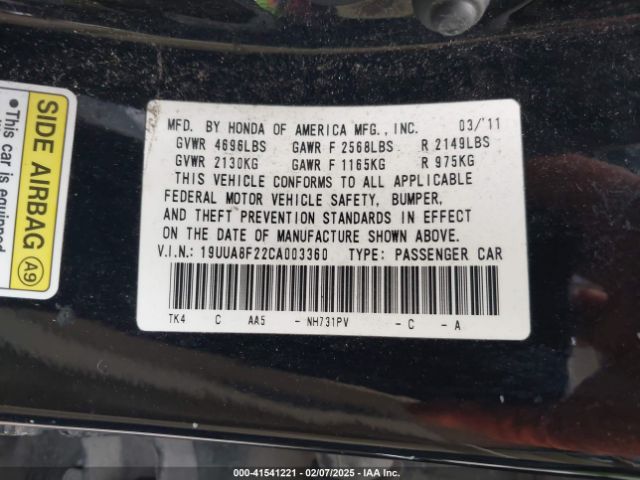 MFD. BY HONDA OF AMERICA MFG., INC. 03/'11
GVWR 4696LBS GAWR F 2568LBS R 2149LBS
GVWR 2130KG GAWR F 1165KG R 975KG
THIS VEHICLE CONFORMS TO ALL APPLICABLE
FEDERAL MOTOR VEHICLE SAFETY, BUMPER,
AND THEFT PREVENTION STANDARDS IN EFFECT
ON THE DATE OF MANUFACTURE SHOWN ABOVE.
V.I.N.: 19UUA8F22CA003360 TYPE: PASSENGER CAR
TK4 C AA5 - NH731PV - C - A
SIDE AIRBAG A9
•This car is
equipped
000-41541221 - 02/07/2025 - IAA Inc.